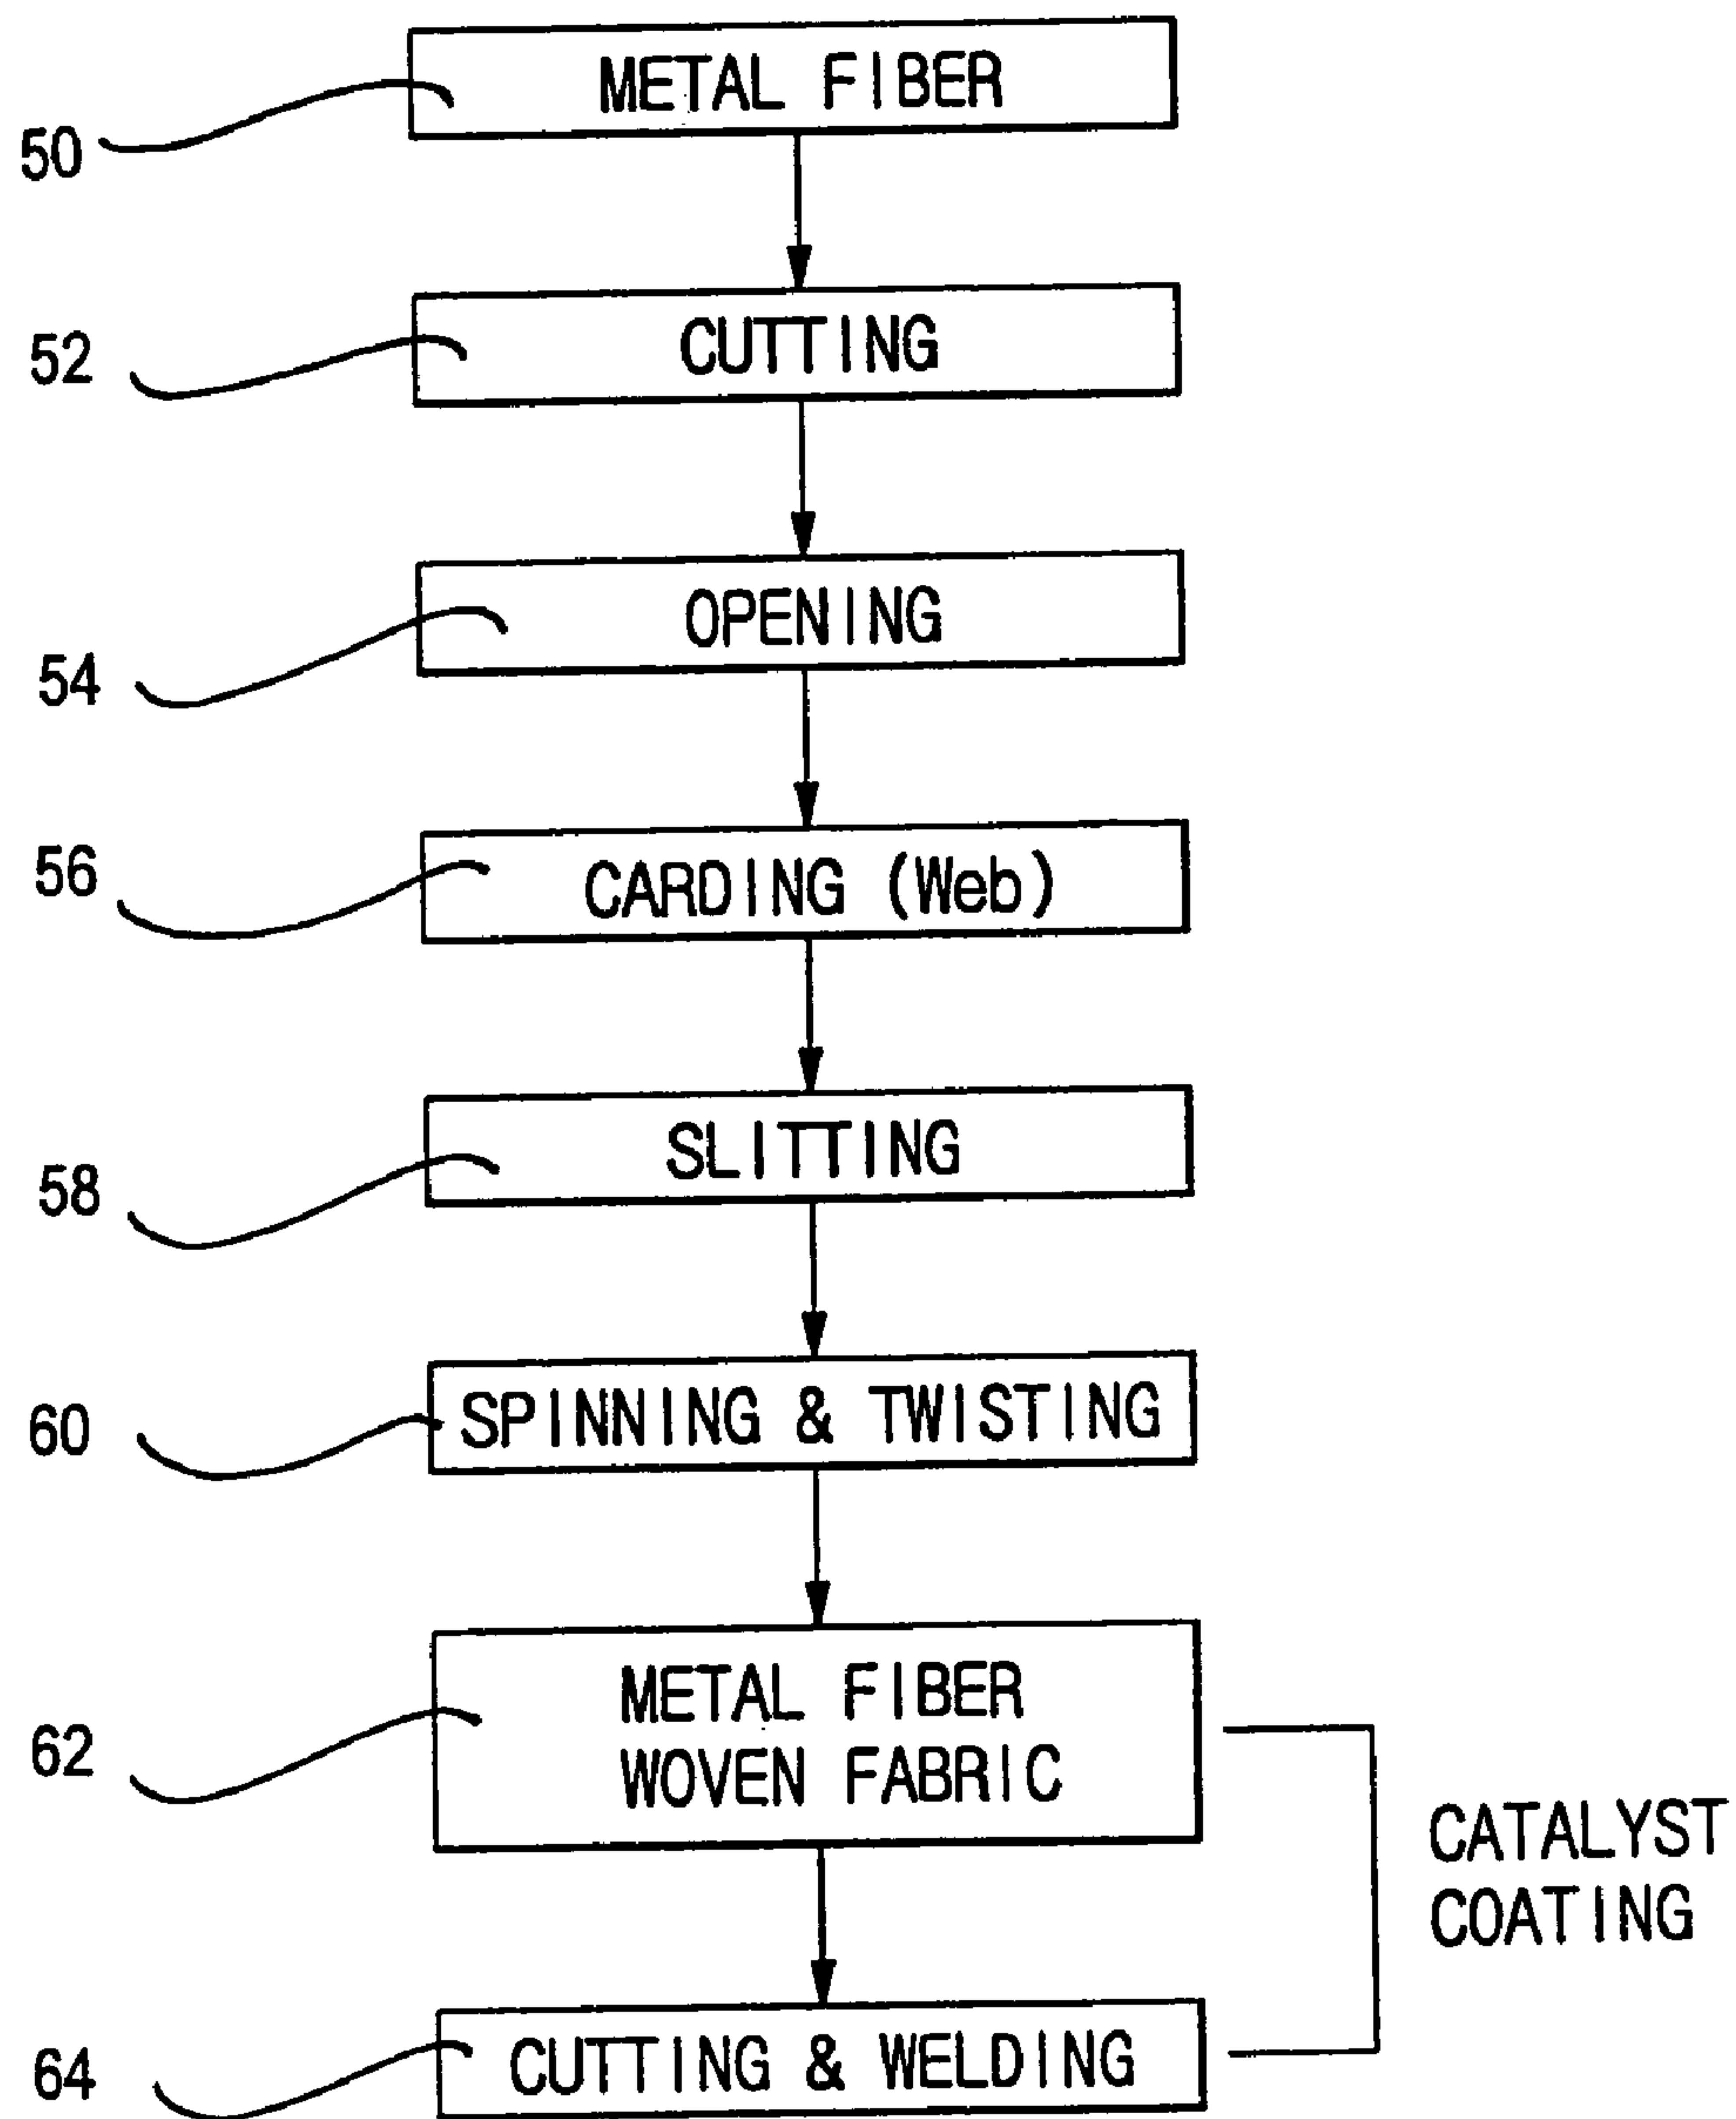 50
METAL FIBER
52
CUTTING
54
OPENING
56
CARDING (Web)
58
SLITTING
60
SPINNING & TWISTING
62
METAL FIBER
WOVEN FABRIC
CATALYST
COATING
64
CUTTING & WELDING